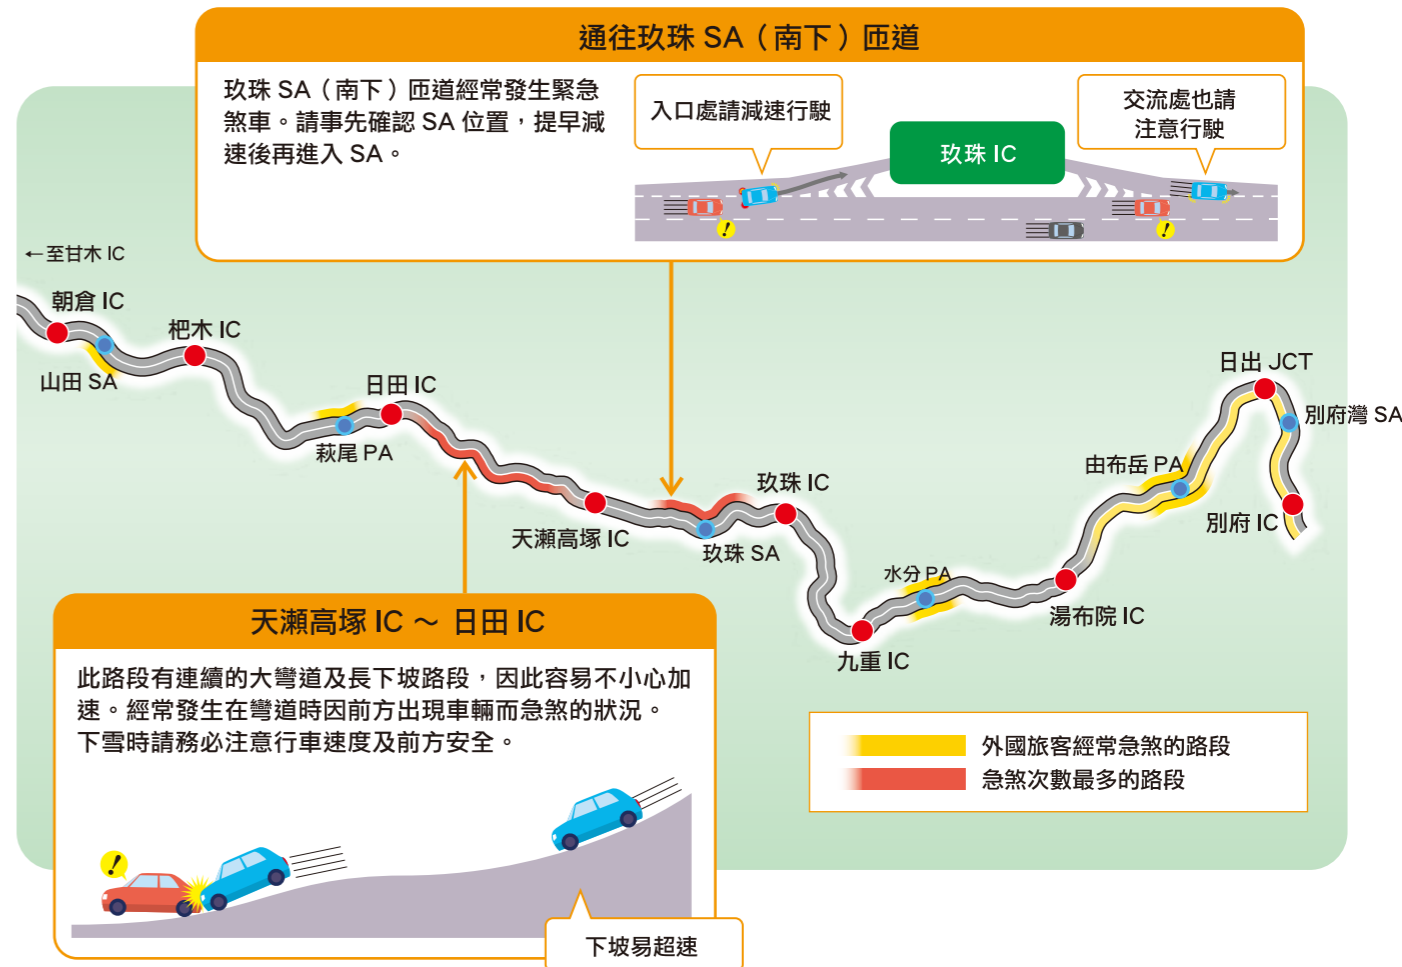 通往玖珠 SA（南下）匝道
玖珠 SA（南下）匝道經常發生緊急
煞車。請事先確認 SA 位置，提早減
速後再進入 SA。
入口處請減速行駛
玖珠 IC
交流處也請
注意行駛
←至甘木 IC
朝倉 IC
山田 SA
杷木 IC
萩尾 PA
日田 IC
天瀨高塚 IC
玖珠 SA
玖珠 IC
九重 IC
水分 PA
湯布院 IC
由布岳 PA
日出 JCT
別府灣 SA
別府 IC
天瀨高塚 IC ～ 日田 IC
此路段有連續的大彎道及長下坡路段，因此容易不小心加
速。經常發生在彎道時因前方出現車輛而急煞的狀況。
下雪時請務必注意行車速度及前方安全。
下坡易超速
外國旅客經常急煞的路段
急煞次數最多的路段